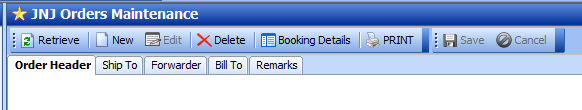 JNJ Orders Maintenance
Retrieve New Edit Delete Booking Details PRINT Save Cancel
Order Header Ship To Forwarder Bill To Remarks